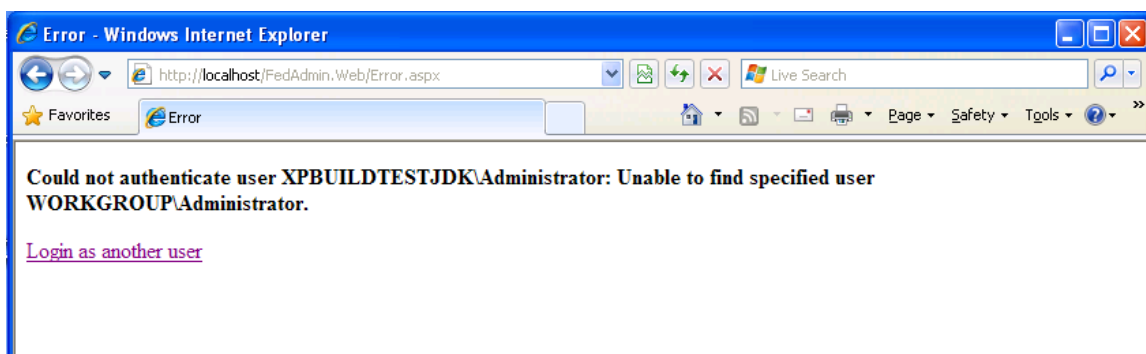 Error - Windows Internet Explorer
http://localhost/FedAdmin.Web/Error.aspx
Live Search
Favorites
Error
Page
Safety
Tools
»
Could not authenticate user XPBUILDTESTJDK\Administrator: Unable to find specified user
WORKGROUP\Administrator.
Login as another user